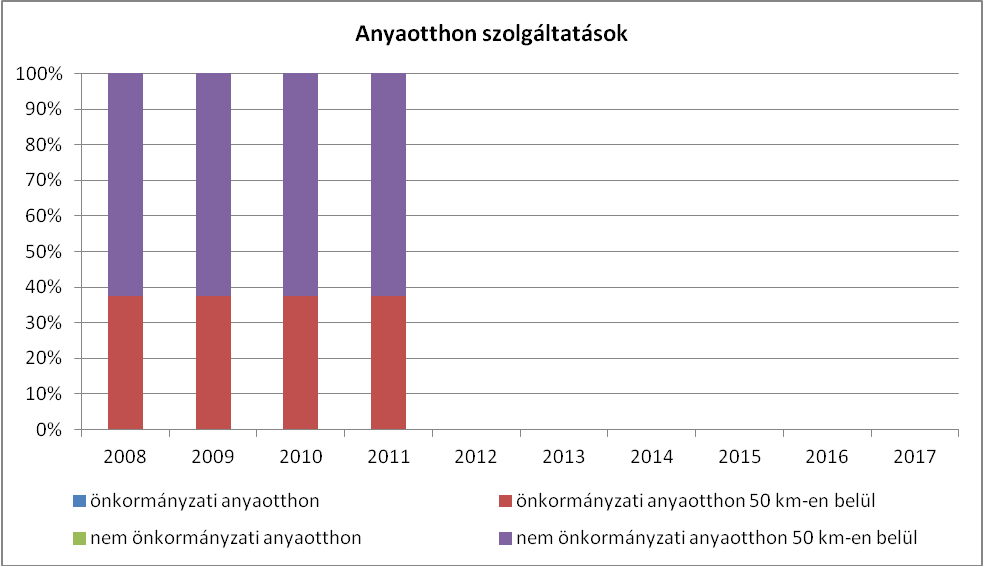 Anyaotthon szolgáltatások
100%
90%
80%
70%
60%
50%
40%
30%
20%
10%
0%
2008 2009 2010 2011 2012 2013 2014 2015 2016 2017
önkormányzati anyaotthon önkormányzati anyaotthon 50 km-en belül
nem önkormányzati anyaotthon nem önkormányzati anyaotthon 50 km-en belül